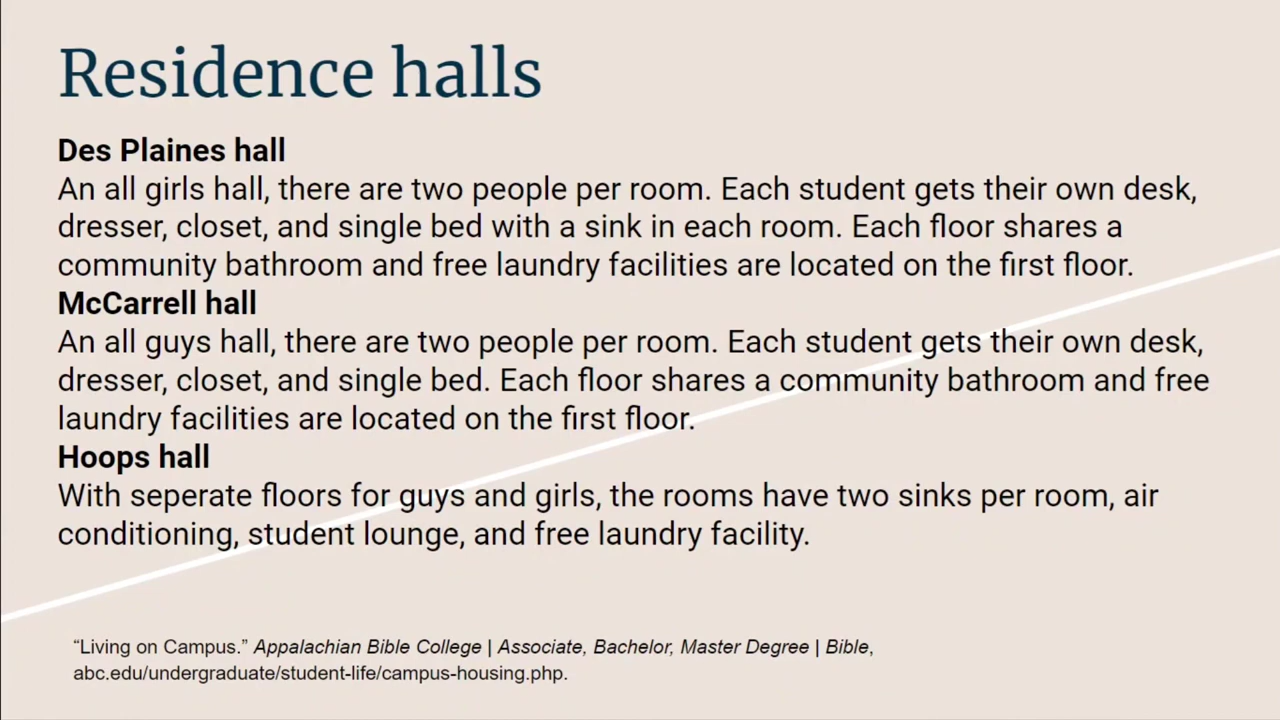 Residence halls
Des Plaines hall
An all girls hall, there are two people per room. Each student gets their own desk,
dresser, closet, and single bed with a sink in each room. Each floor shares a
community bathroom and free laundry facilities are located on the first floor.
McCarrell hall
An all guys hall, there are two people per room. Each student gets their own desk,
dresser, closet, and single bed. Each floor shares a community bathroom and free
laundry facilities are located on the first floor.
Hoops hall
With seperate floors for guys and girls, the rooms have two sinks per room, air
conditioning, student lounge, and free laundry facility.
“Living on Campus.” Appalachian Bible College | Associate, Bachelor, Master Degree | Bible,
abc.edu/undergraduate/student-life/campus-housing.php.